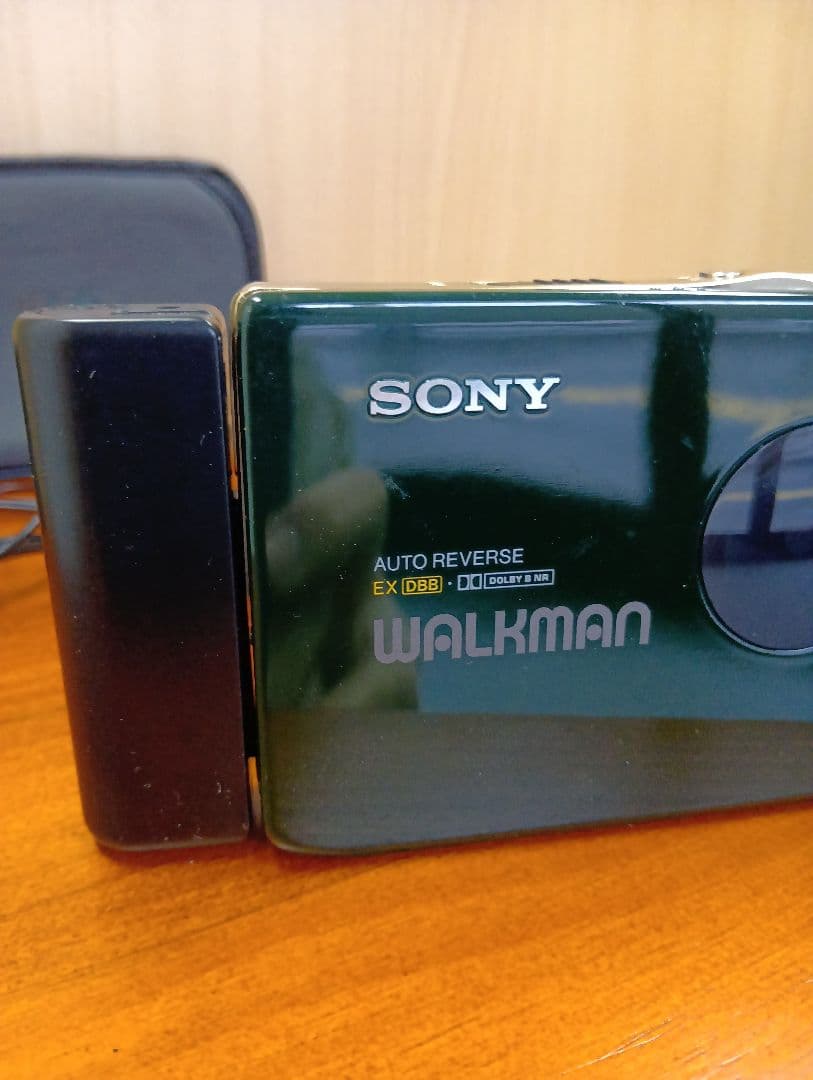 SONY
AUTO REVERSE
EX DBB · DOLBY B NR
WALKMAN